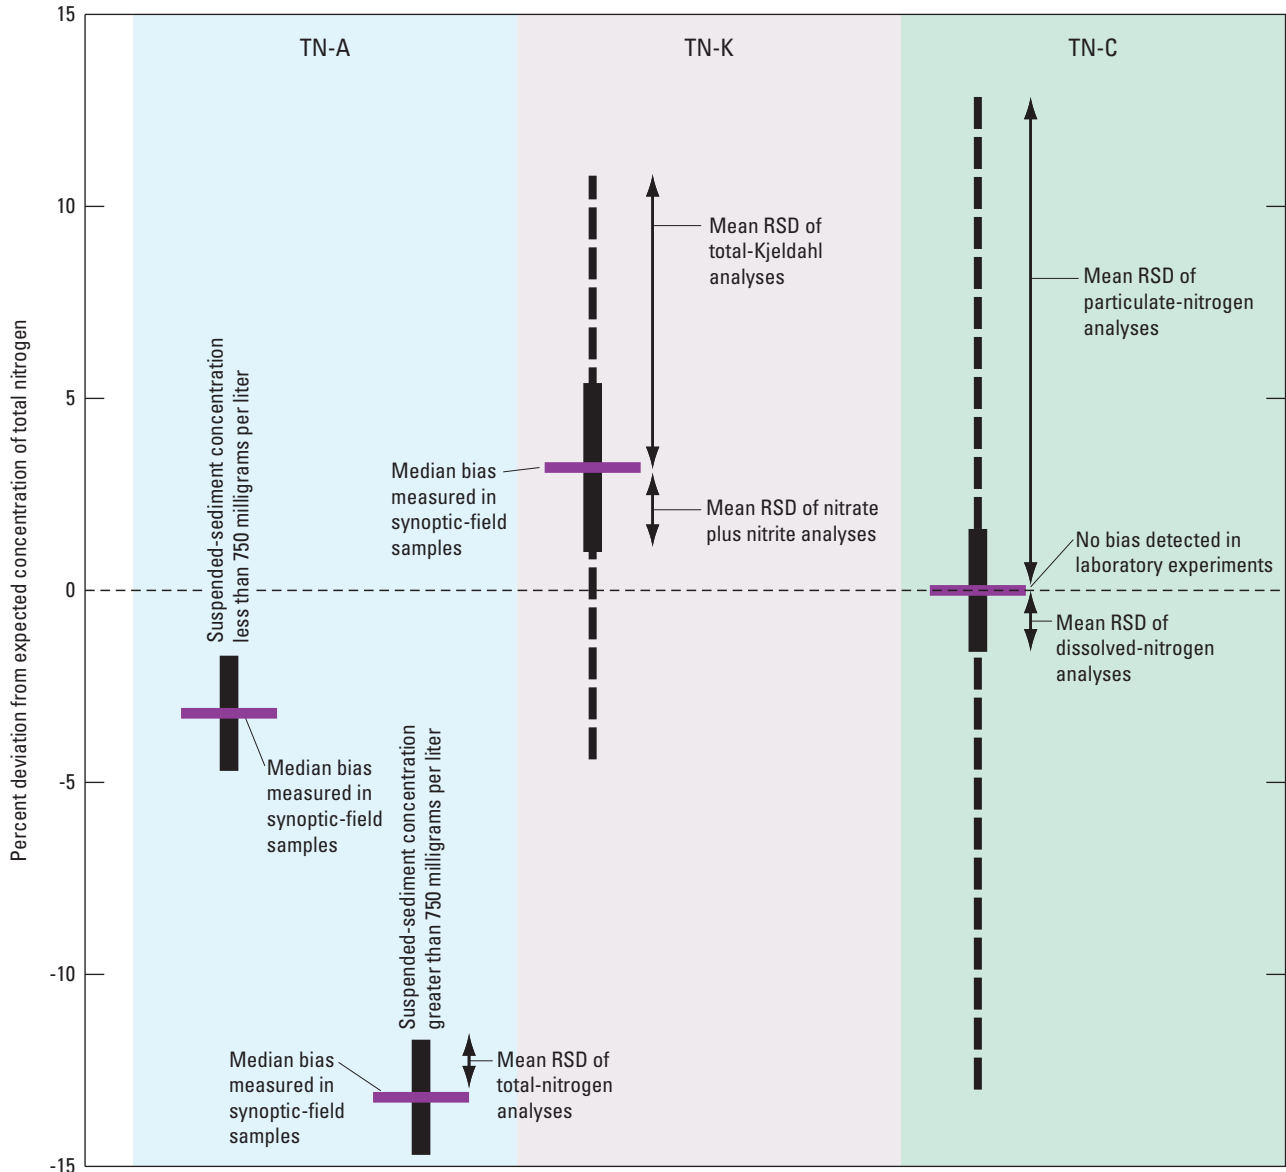 15
10
5
0
-5
-10
-15
Percent deviation from expected concentration of total nitrogen
TN-A
TN-K
TN-C
Suspended-sediment concentration
less than 750 milligrams per liter
Median bias
measured in
synoptic-field
samples
Suspended-sediment concentration
greater than 750 milligrams per liter
Median bias
measured in
synoptic-field
samples
Mean RSD of
total-nitrogen
analyses
Mean RSD of
total-Kjeldahl
analyses
Median bias
measured in
synoptic-field
samples
Mean RSD of nitrate
plus nitrite analyses
Mean RSD of
particulate-nitrogen
analyses
No bias detected in
laboratory experiments
Mean RSD of
dissolved-nitrogen
analyses